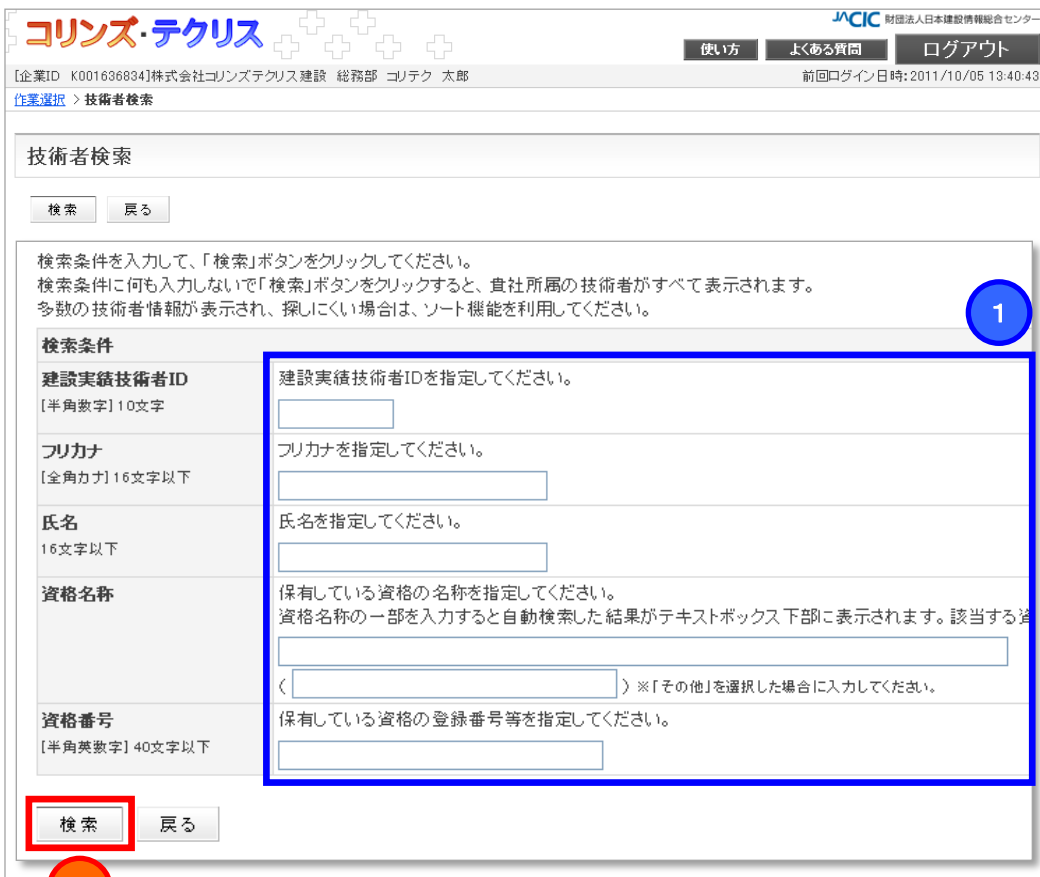 コリンズ・テクリス
JACIC 財団法人日本建設情報総合センター
使い方 よくある質問 ログアウト
[企業ID K001636834]株式会社コリンズテクリス建設 総務部 コリテク 太郎 前回ログイン日時:2011/10/05 13:40:43
作業選択 > 技術者検索
技術者検索
検索 戻る
検索条件を入力して、「検索」ボタンをクリックしてください。
検索条件に何も入力しないで「検索」ボタンをクリックすると、貴社所属の技術者がすべて表示されます。
多数の技術者情報が表示され、探しにくい場合は、ソート機能を利用してください。
1
検索条件
建設実績技術者ID 建設実績技術者IDを指定してください。
[半角数字]10文字
フリカナ フリカナを指定してください。
[全角カナ]16文字以下
氏名 氏名を指定してください。
16文字以下
資格名称 保有している資格の名称を指定してください。
資格名称の一部を入力すると自動検索した結果がテキストボックス下部に表示されます。該当する資
( ) ※「その他」を選択した場合に入力してください。
資格番号 保有している資格の登録番号等を指定してください。
[半角英数字] 40文字以下
検索 戻る